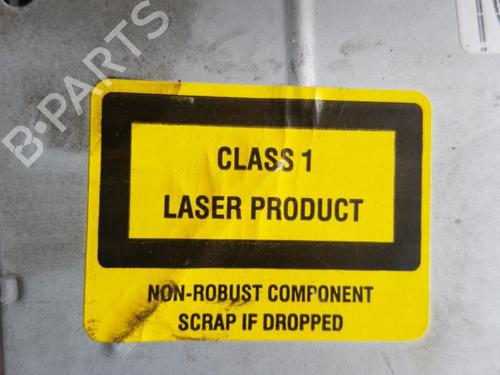 B-PARTS
CLASS 1
LASER PRODUCT
NON-ROBUST COMPONENT
SCRAP IF DROPPED